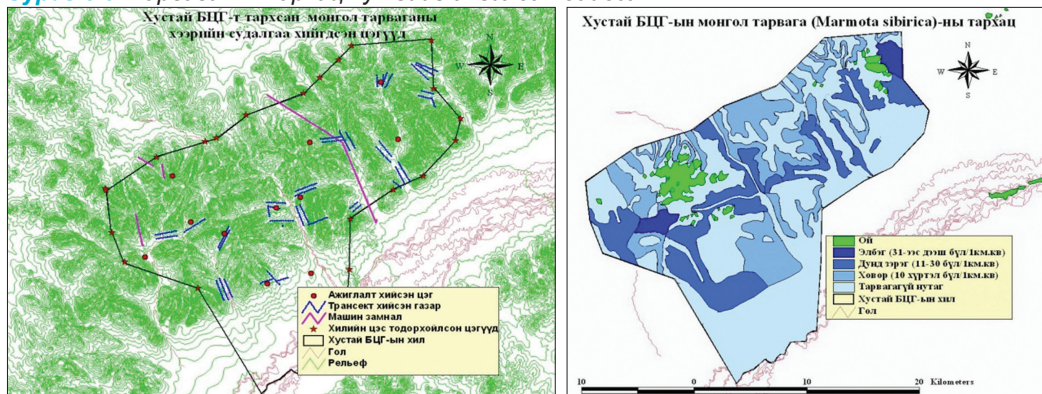 Хустай БЦГ-т тархсан монгол тарваганы
хээрийн судалгаа хийгдсэн цэгүүд
N
W
E
S
Ажиглалт хийсэн цэг
Трансект хийсэн газар
Машин замнал
Хилийн цэс тодорхойлсон цэгүүд
Хустай БЦГ-ын хил
Гол
Рельеф
Хустай БЦГ-ын монгол тарвага (Marmota sibirica)-ны тархац
N
W
E
S
Ой
Элбэг (31-ээс дээш бүл/1км.кв)
Дунд зэрэг (11-30 бүл/1км.кв)
Ховор (10 хүртэл бүл/1км.кв)
Тарвагагүй нутаг
Хустай БЦГ-ын хил
Гол
10
0
10
20 Kilometers